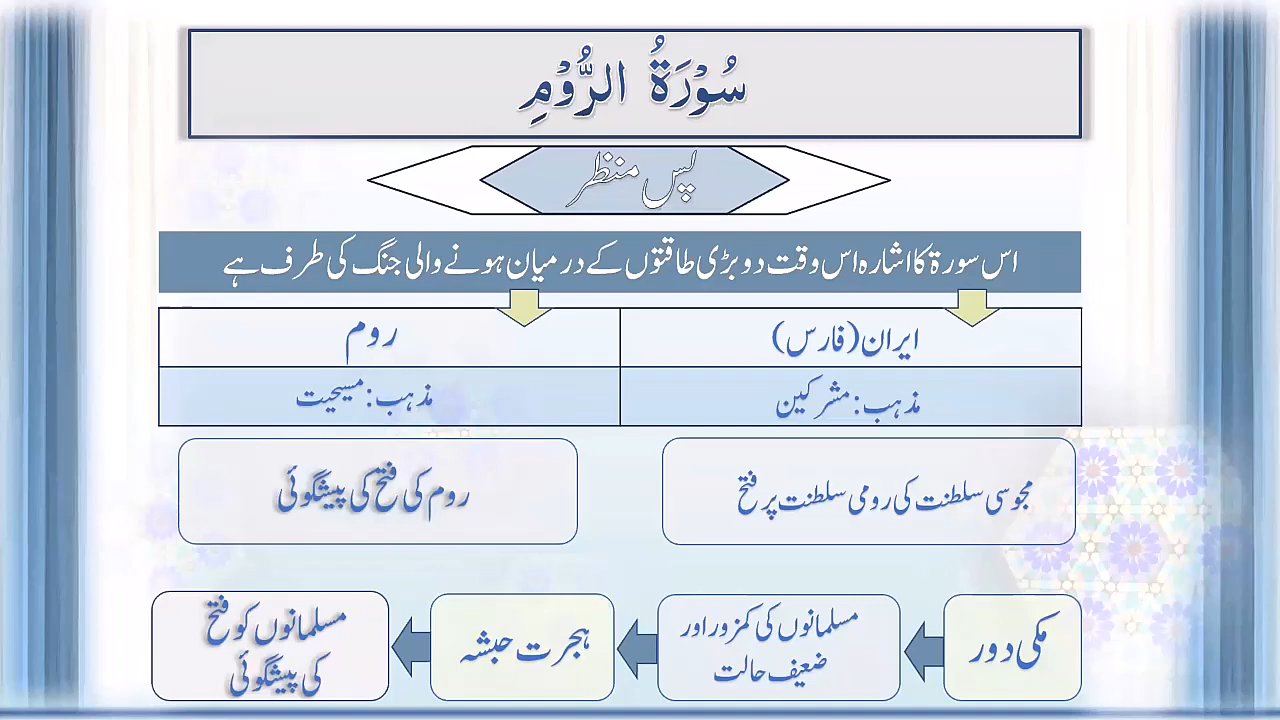 سُوْرَةُ الرُّوْمِ
پس منظر
اس سورۃ کا اشارہ اس وقت دو بڑی طاقتوں کے درمیان ہونے والی جنگ کی طرف ہے
ایران (فارس)
روم
مذہب: مشرکین
مذہب: مسیحیت
مجوسی سلطنت کی رومی سلطنت پر فتح
روم کی فتح کی پیشگوئی
مکی دور
مسلمانوں کی کمزور اور
ضعیف حالت
ہجرت حبشہ
مسلمانوں کو فتح
کی پیشگوئی